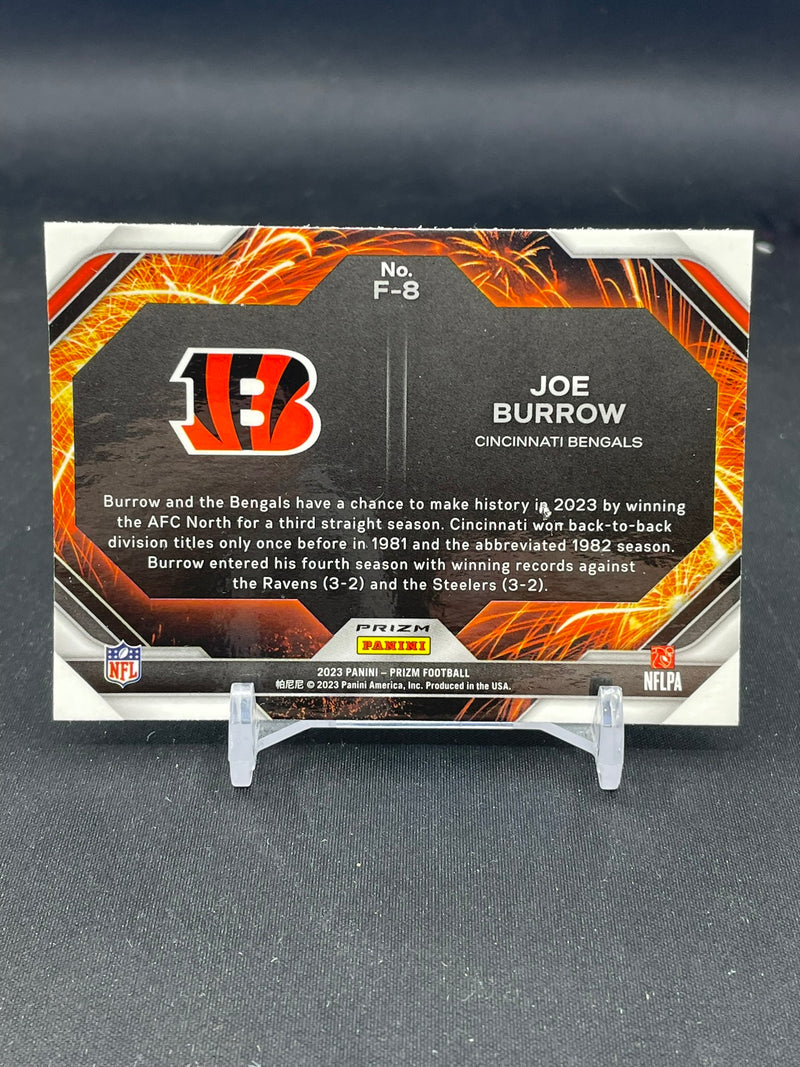 No.
F-8
B
JOE
BURROW
CINCINNATI BENGALS
Burrow and the Bengals have a chance to make history in 2023 by winning
the AFC North for a third straight season. Cincinnati won back-to-back
division titles only once before in 1981 and the abbreviated 1982 season.
Burrow entered his fourth season with winning records against
the Ravens (3-2) and the Steelers (3-2).
PRIZM
PANINI
NFL
2023 PANINI – PRIZM FOOTBALL
帕尼尼 © 2023 Panini America, Inc. Produced in the USA.
NFLPA